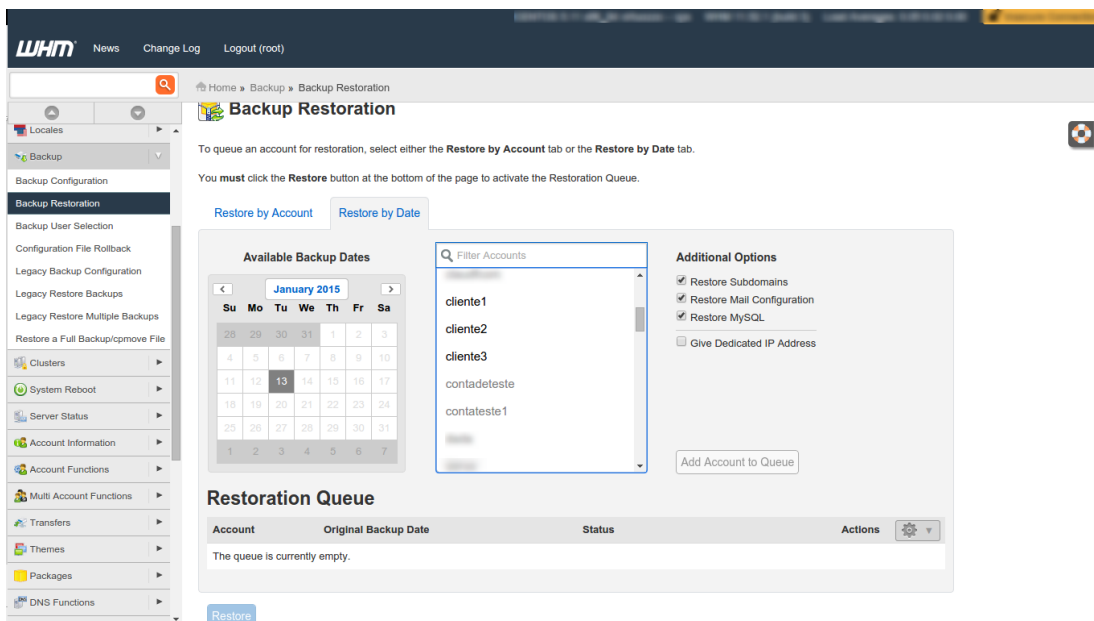 WHM News Change Log Logout (root)
Home » Backup » Backup Restoration
Locales
Backup
Backup Configuration
Backup Restoration
Backup User Selection
Configuration File Rollback
Legacy Backup Configuration
Legacy Restore Backups
Legacy Restore Multiple Backups
Restore a Full Backup/cpmove File
Clusters
System Reboot
Server Status
Account Information
Account Functions
Multi Account Functions
Transfers
Themes
Packages
DNS Functions
Backup Restoration
To queue an account for restoration, select either the Restore by Account tab or the Restore by Date tab.
You must click the Restore button at the bottom of the page to activate the Restoration Queue.
Restore by Account Restore by Date
Available Backup Dates
< January 2015 >
Su Mo Tu We Th Fr Sa
28 29 30 31 1 2 3
4 5 6 7 8 9 10
11 12 13 14 15 16 17
18 19 20 21 22 23 24
25 26 27 28 29 30 31
1 2 3 4 5 6 7
Filter Accounts
cliente1
cliente2
cliente3
contadeteste
contateste1
Additional Options
Restore Subdomains
Restore Mail Configuration
Restore MySQL
Give Dedicated IP Address
Add Account to Queue
Restoration Queue
Account Original Backup Date Status Actions
The queue is currently empty.
Restore